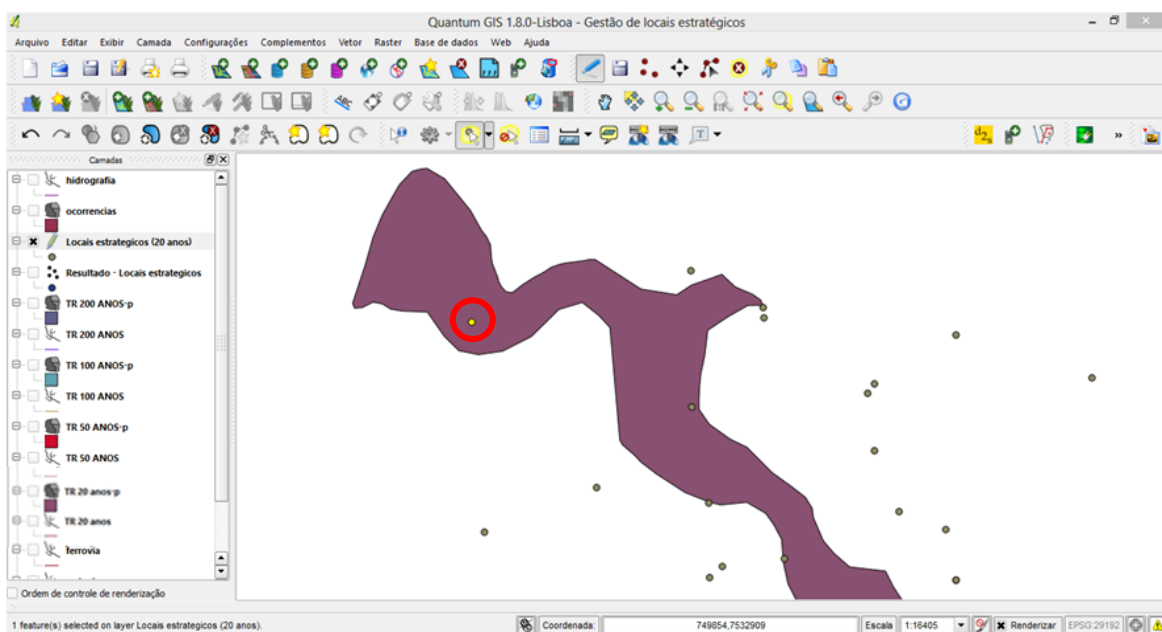 Quantum GIS 1.8.0-Lisboa - Gestão de locais estratégicos
Arquivo Editar Exibir Camada Configurações Complementos Vetor Raster Base de dados Web Ajuda
Camadas
hidrografia
ocorrencias
Locais estrategicos (20 anos)
Resultado - Locais estrategicos
TR 200 ANOS-p
TR 200 ANOS
TR 100 ANOS-p
TR 100 ANOS
TR 50 ANOS-p
TR 50 ANOS
TR 20 anos-p
TR 20 anos
ferrovia
Ordem de controle de renderização
1 feature(s) selected on layer Locais estrategicos (20 anos). Coordenada: 749854,7532909 Escala 1:16405 Renderizar EPSG:29192